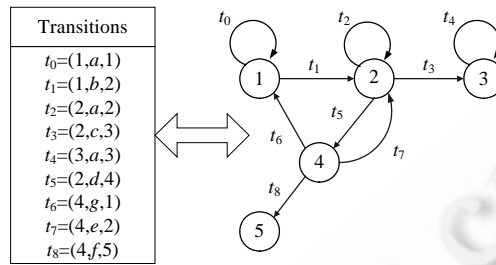 Transitions
t₀=(1,a,1)
t₁=(1,b,2)
t₂=(2,a,2)
t₃=(2,c,3)
t₄=(3,a,3)
t₅=(2,d,4)
t₆=(4,g,1)
t₇=(4,e,2)
t₈=(4,f,5)
t₀
t₂
t₄
1
t₁
2
t₃
3
t₅
t₆
4
t₇
t₈
5